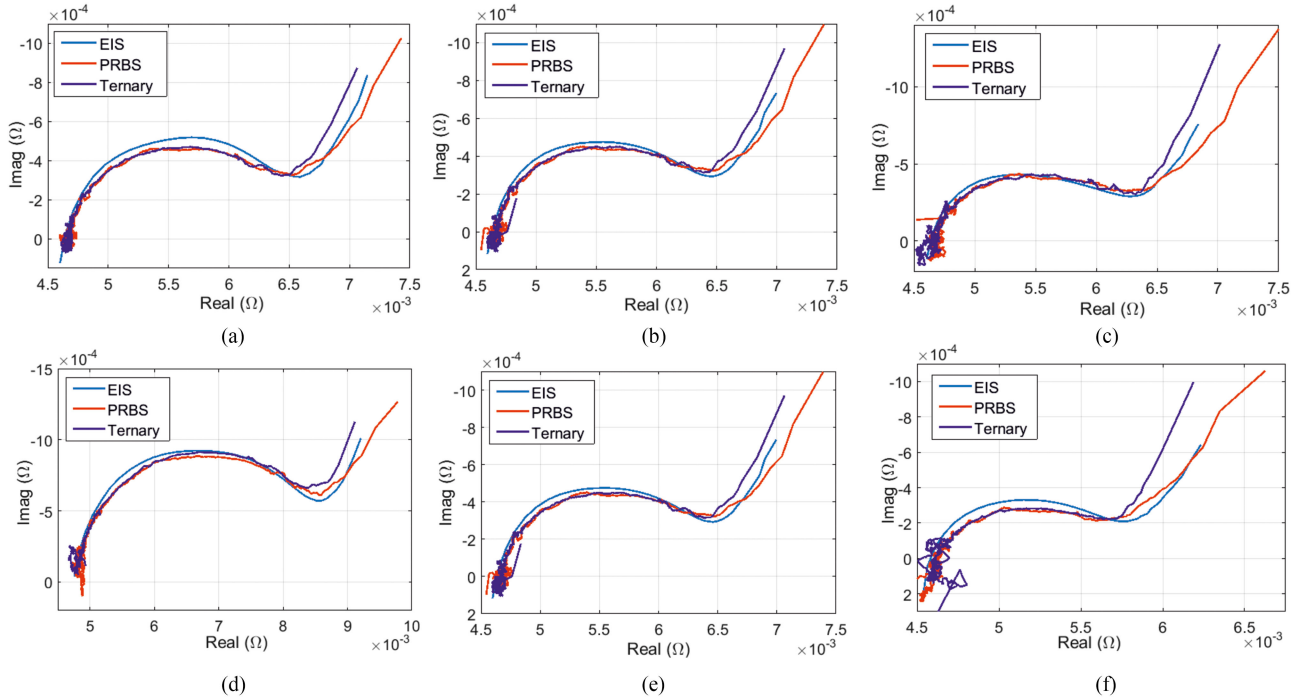 ×10⁻⁴
-10
-8
-6
-4
-2
0
Imag (Ω)
EIS
PRBS
Ternary
4.5 5 5.5 6 6.5 7 7.5
Real (Ω)
×10⁻³
(a)
×10⁻⁴
-10
-8
-6
-4
-2
0
2
Imag (Ω)
EIS
PRBS
Ternary
4.5 5 5.5 6 6.5 7 7.5
Real (Ω)
×10⁻³
(b)
×10⁻⁴
-10
-5
0
Imag (Ω)
EIS
PRBS
Ternary
4.5 5 5.5 6 6.5 7 7.5
Real (Ω)
×10⁻³
(c)
×10⁻⁴
-15
-10
-5
0
Imag (Ω)
EIS
PRBS
Ternary
5 6 7 8 9 10
Real (Ω)
×10⁻³
(d)
×10⁻⁴
-10
-8
-6
-4
-2
0
2
Imag (Ω)
EIS
PRBS
Ternary
4.5 5 5.5 6 6.5 7 7.5
Real (Ω)
×10⁻³
(e)
×10⁻⁴
-10
-8
-6
-4
-2
0
2
Imag (Ω)
EIS
PRBS
Ternary
4.5 5 5.5 6 6.5
Real (Ω)
×10⁻³
(f)